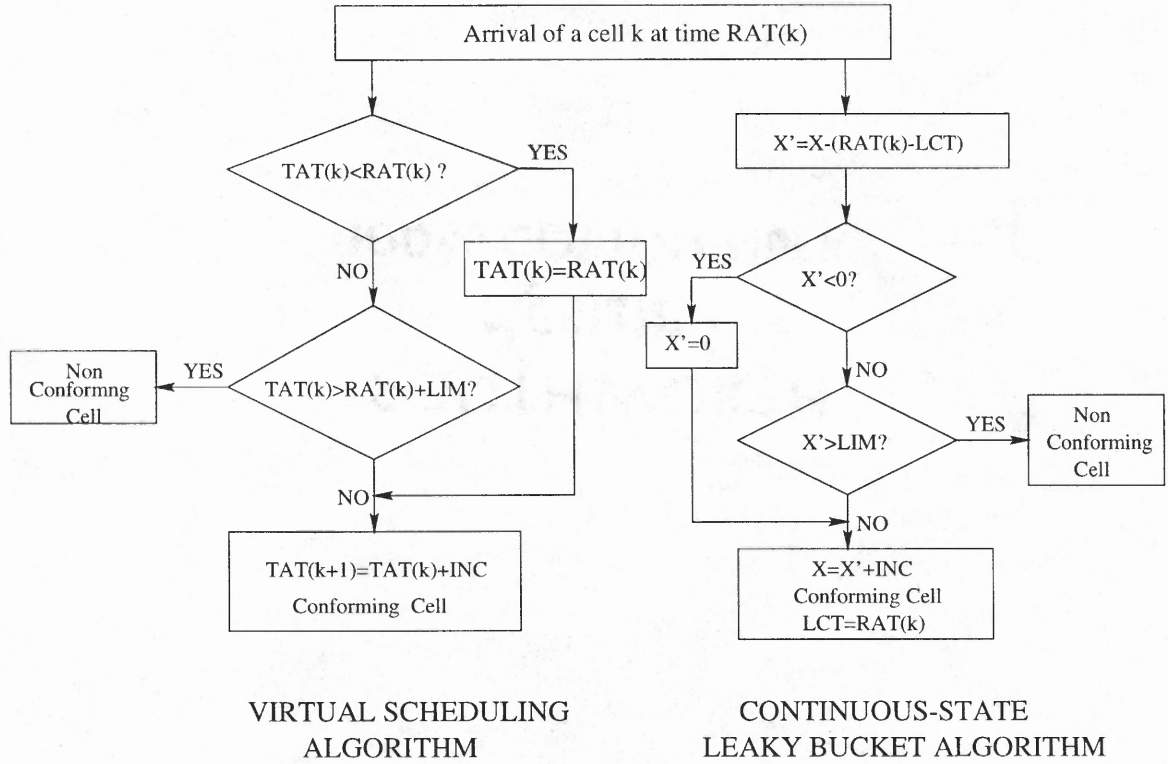 Arrival of a cell k at time RAT(k)
TAT(k)<RAT(k) ?
YES
NO
TAT(k)=RAT(k)
TAT(k)>RAT(k)+LIM?
YES
Non
Conformng
Cell
NO
TAT(k+1)=TAT(k)+INC
Conforming Cell
VIRTUAL SCHEDULING
ALGORITHM
X'=X-(RAT(k)-LCT)
X'<0?
YES
X'=0
NO
X'>LIM?
YES
Non
Conforming
Cell
NO
X=X'+INC
Conforming Cell
LCT=RAT(k)
CONTINUOUS-STATE
LEAKY BUCKET ALGORITHM